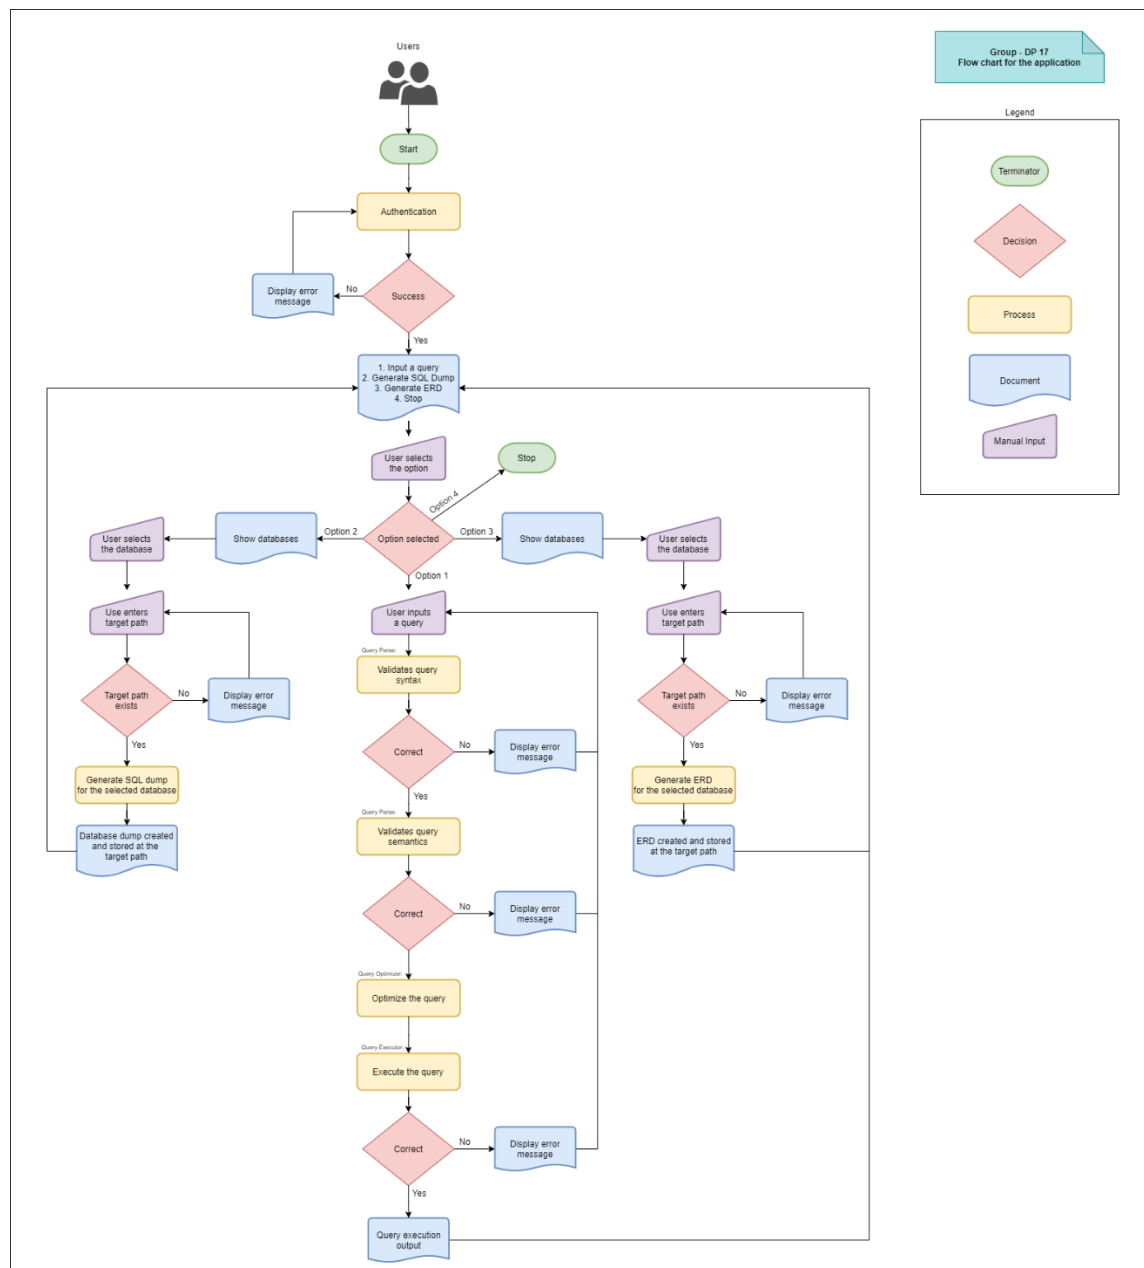 Users
Group - DP 17
Flow chart for the application
Legend
Start
Terminator
Authentication
Decision
Display error
message
No
Success
Yes
Process
1. Input a query
2. Generate SQL Dump
3. Generate ERD
4. Stop
Document
Manual Input
User selects
the option
Stop
Option 4
User selects
the database
Show databases
Option 2
Option selected
Option 3
Show databases
User selects
the database
Option 1
Use enters
target path
User inputs
a query
Use enters
target path
Query Parse:
Validates query
syntax
Target path
exists
No
Display error
message
Target path
exists
No
Display error
message
Yes
Correct
No
Display error
message
Yes
Generate SQL dump
for the selected database
Yes
Generate ERD
for the selected database
Query Parse:
Database dump created
and stored at the
target path
Validates query
semantics
ERD created and stored
at the target path
Correct
No
Display error
message
Query Optimizer:
Optimize the query
Query Executor:
Execute the query
Correct
No
Display error
message
Yes
Query execution
output